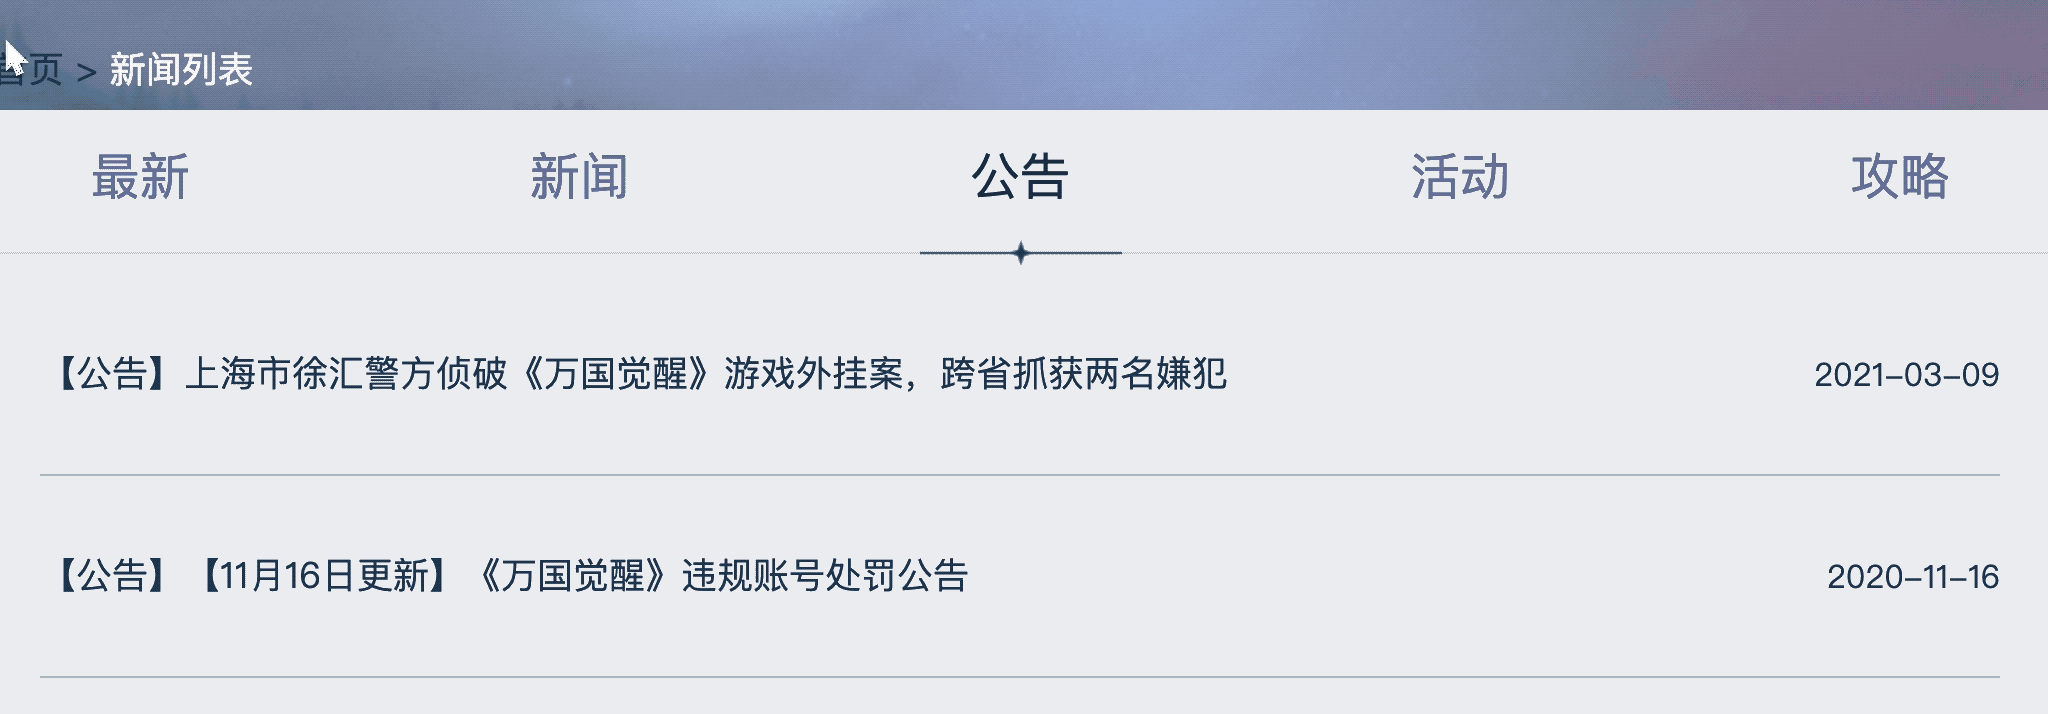 首页 > 新闻列表
最新 新闻 公告 活动 攻略
【公告】上海市徐汇警方侦破《万国觉醒》游戏外挂案，跨省抓获两名嫌犯 2021-03-09
【公告】【11月16日更新】《万国觉醒》违规账号处罚公告 2020-11-16